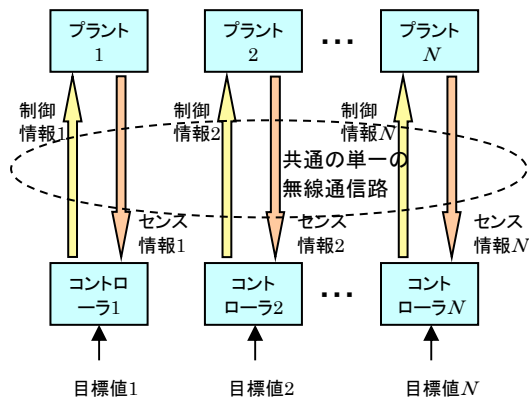 プラント
1
プラント
2
プラント
N
...
制御
情報1
制御
情報2
制御
情報N
共通の単一の
無線通信路
センス
情報1
センス
情報2
センス
情報N
コントロ
ーラ1
コント
ローラ2
コント
ローラN
...
目標値1
目標値2
目標値N